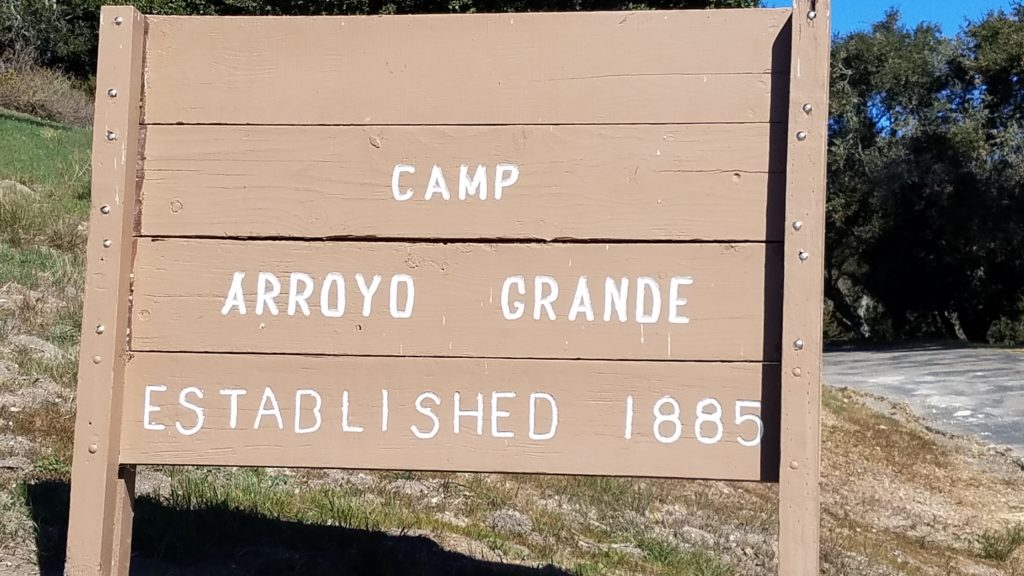 CAMP
ARROYO GRANDE
ESTABLISHED 1885